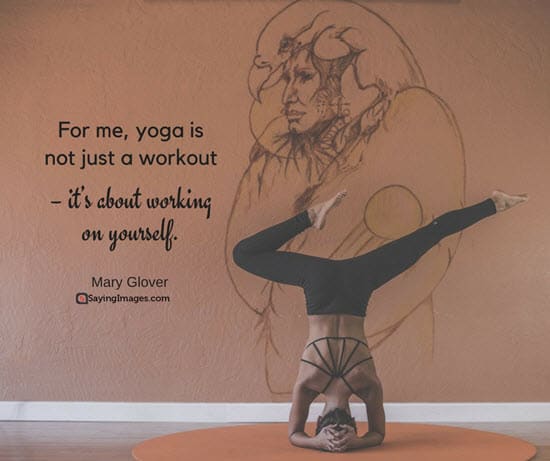 For me, yoga is
not just a workout
– it's about working
on yourself.
Mary Glover
SayingImages.com